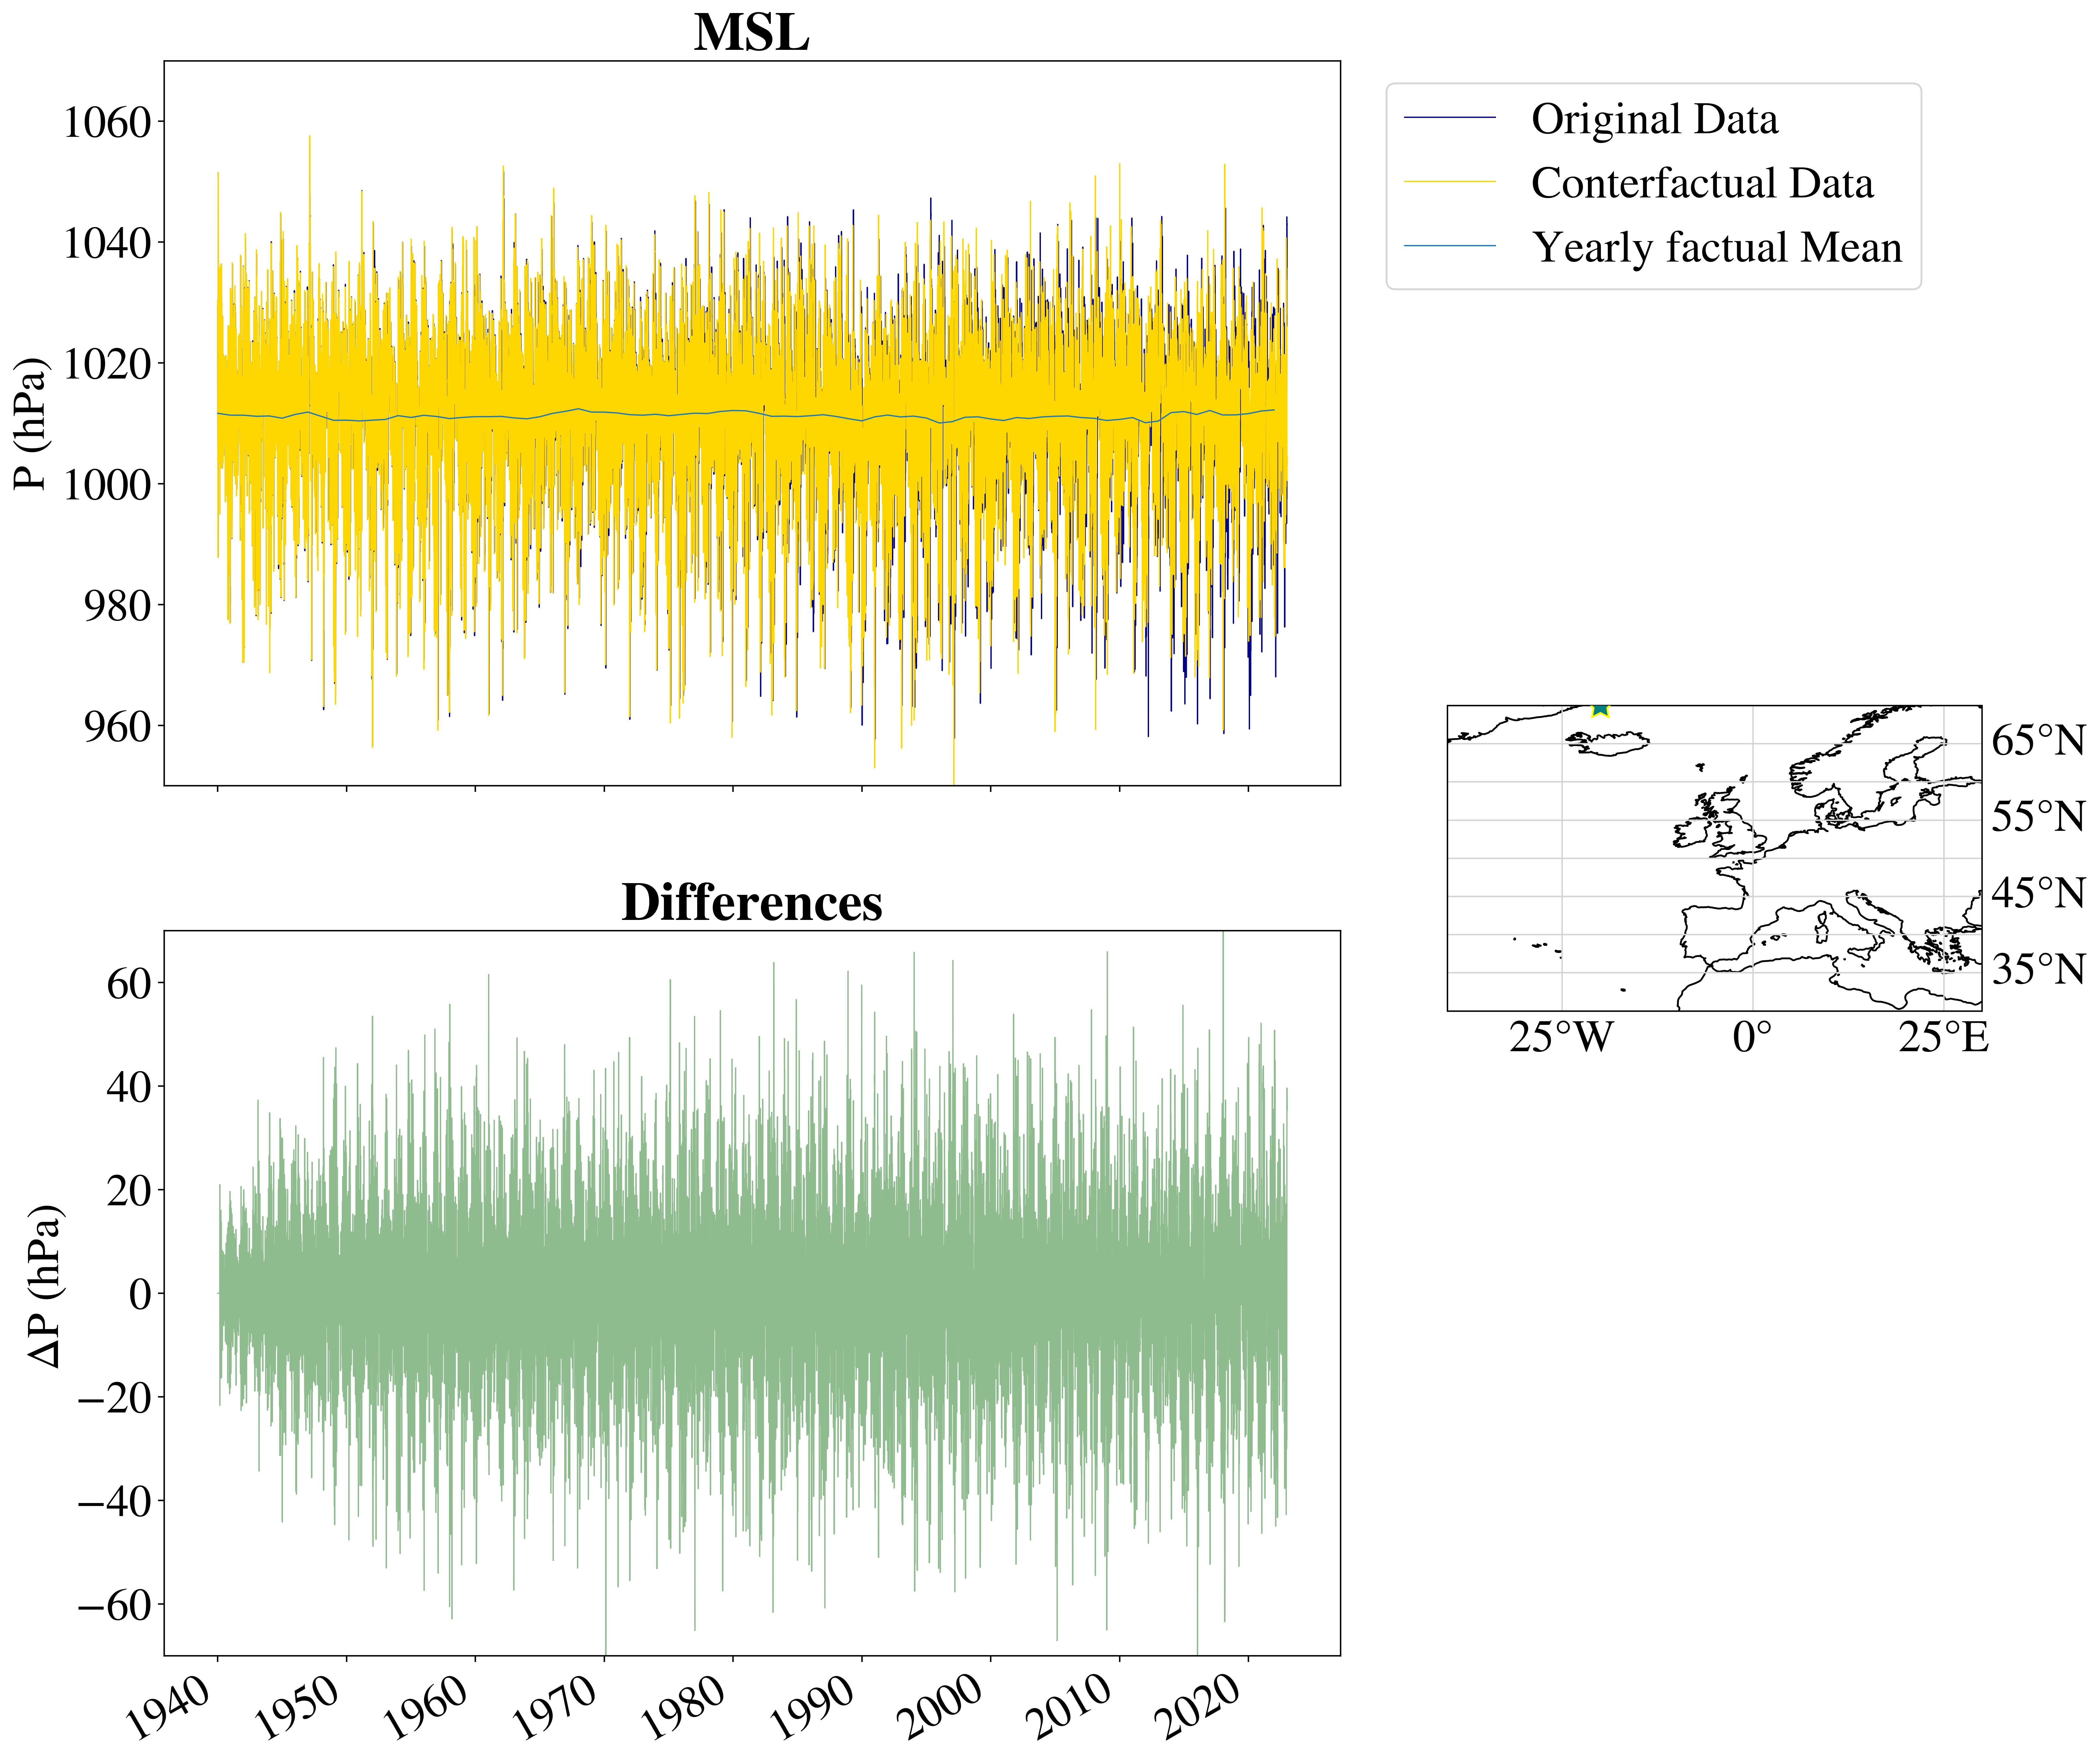 MSL
1060
1040
1020
1000
980
960
P (hPa)
Original Data
Conterfactual Data
Yearly factual Mean
65°N
55°N
45°N
35°N
25°W 0° 25°E
Differences
60
40
20
0
−20
−40
−60
ΔP (hPa)
1940 1950 1960 1970 1980 1990 2000 2010 2020